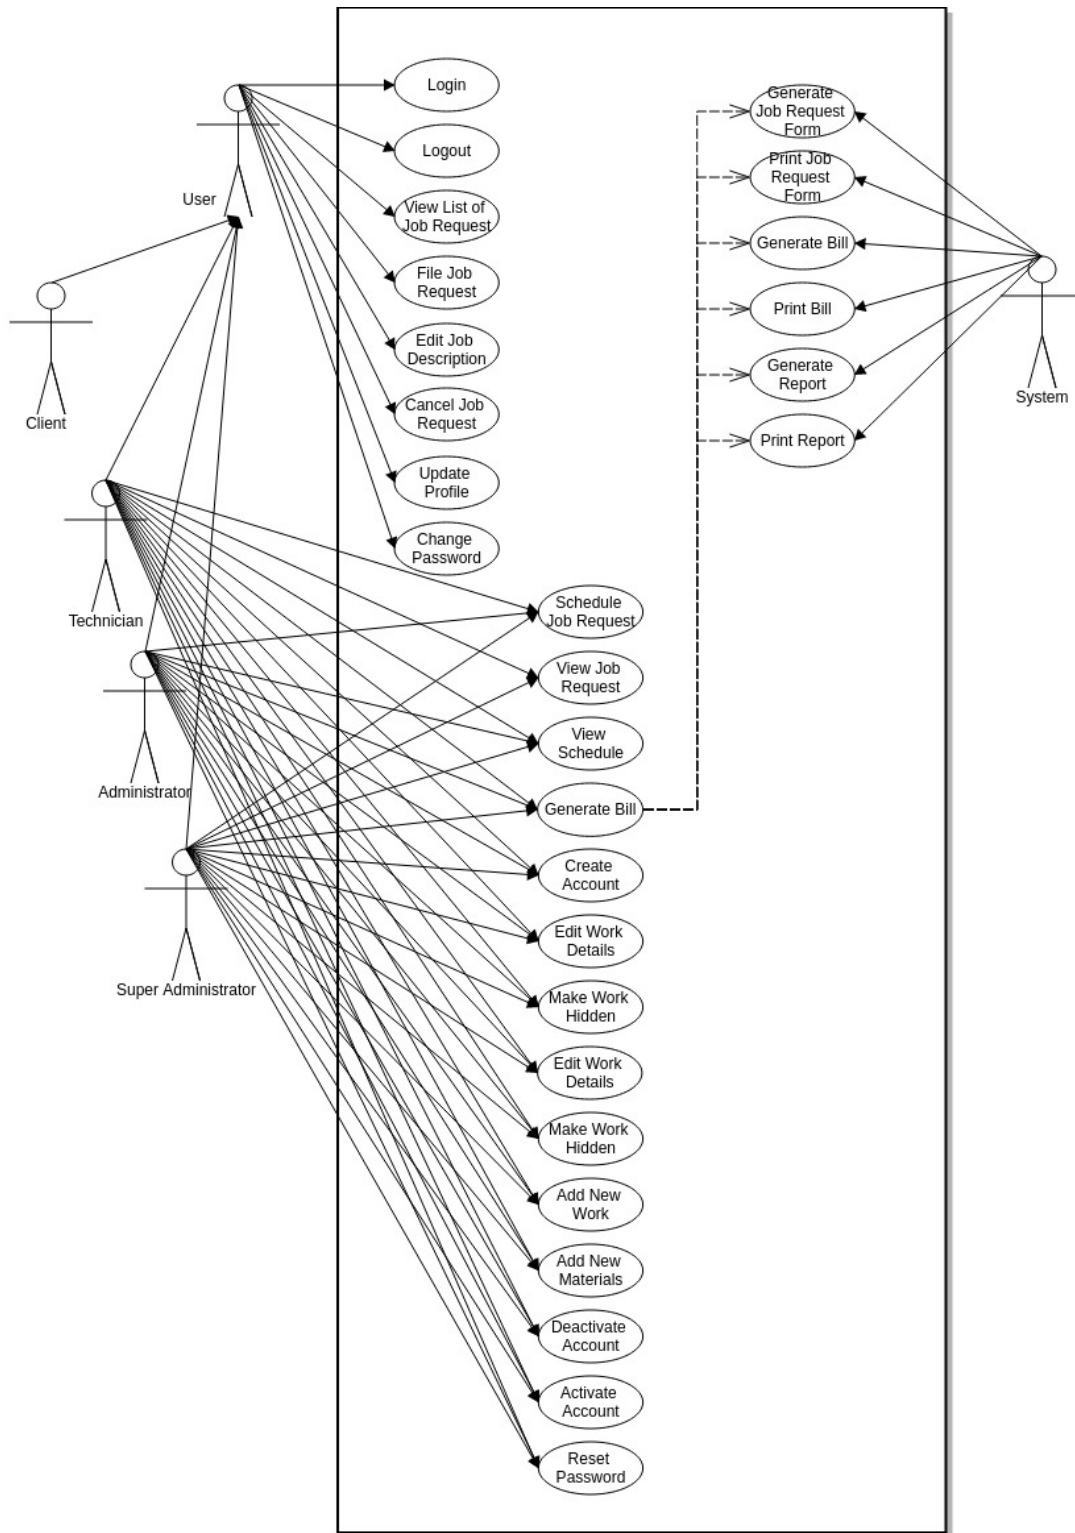 Login
Logout
View List of
Job Request
File Job
Request
Edit Job
Description
Cancel Job
Request
Update
Profile
Change
Password
User
Client
Technician
Administrator
Super Administrator
Schedule
Job Request
View Job
Request
View
Schedule
Generate Bill
Create
Account
Edit Work
Details
Make Work
Hidden
Edit Work
Details
Make Work
Hidden
Add New
Work
Add New
Materials
Deactivate
Account
Activate
Account
Reset
Password
Generate
Job Request
Form
Print Job
Request
Form
Generate Bill
Print Bill
Generate
Report
Print Report
System